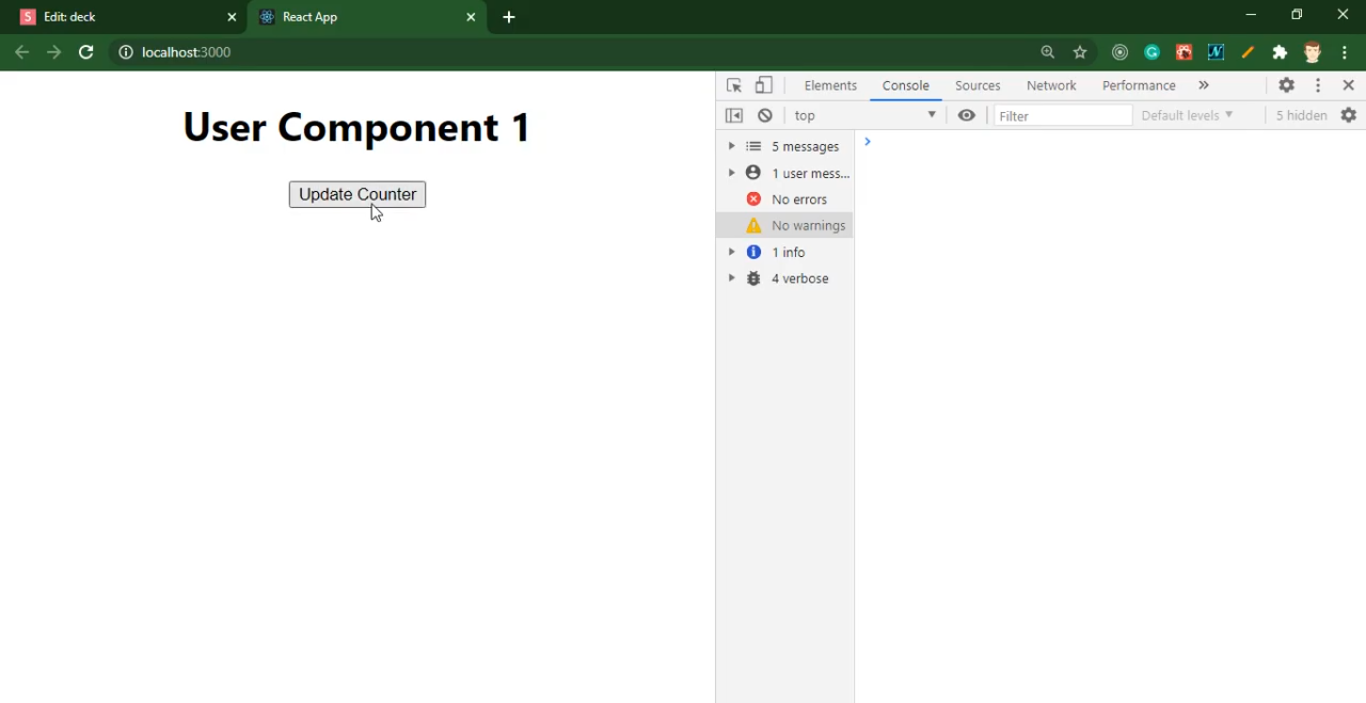 Edit: deck
React App
localhost:3000
User Component 1
Update Counter
Elements Console Sources Network Performance »
top Filter Default levels 5 hidden
5 messages
1 user mess...
No errors
No warnings
1 info
4 verbose